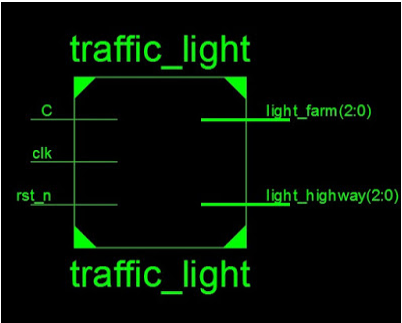 traffic_light
C
light_farm(2:0)
clk
rst_n
light_highway(2:0)
traffic_light